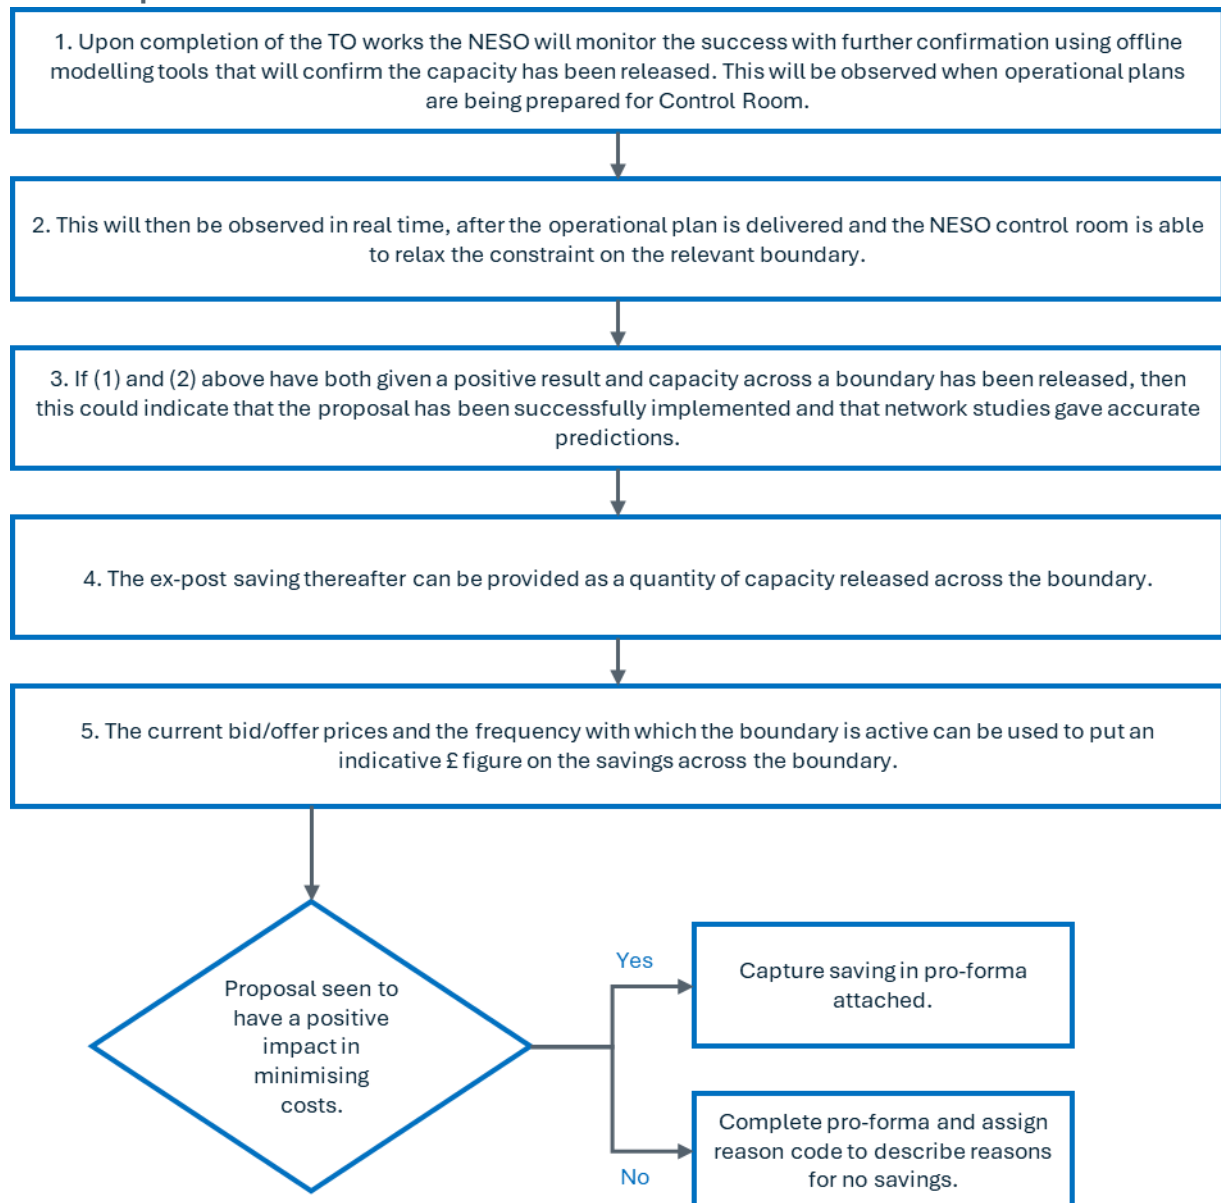 1. Upon completion of the TO works the NESO will monitor the success with further confirmation using offline
modelling tools that will confirm the capacity has been released. This will be observed when operational plans
are being prepared for Control Room.
2. This will then be observed in real time, after the operational plan is delivered and the NESO control room is able
to relax the constraint on the relevant boundary.
3. If (1) and (2) above have both given a positive result and capacity across a boundary has been released, then
this could indicate that the proposal has been successfully implemented and that network studies gave accurate
predictions.
4. The ex-post saving thereafter can be provided as a quantity of capacity released across the boundary.
5. The current bid/offer prices and the frequency with which the boundary is active can be used to put an
indicative £ figure on the savings across the boundary.
Proposal seen to
have a positive
impact in
minimising
costs.
Yes
Capture saving in pro-forma
attached.
No
Complete pro-forma and assign
reason code to describe reasons
for no savings.